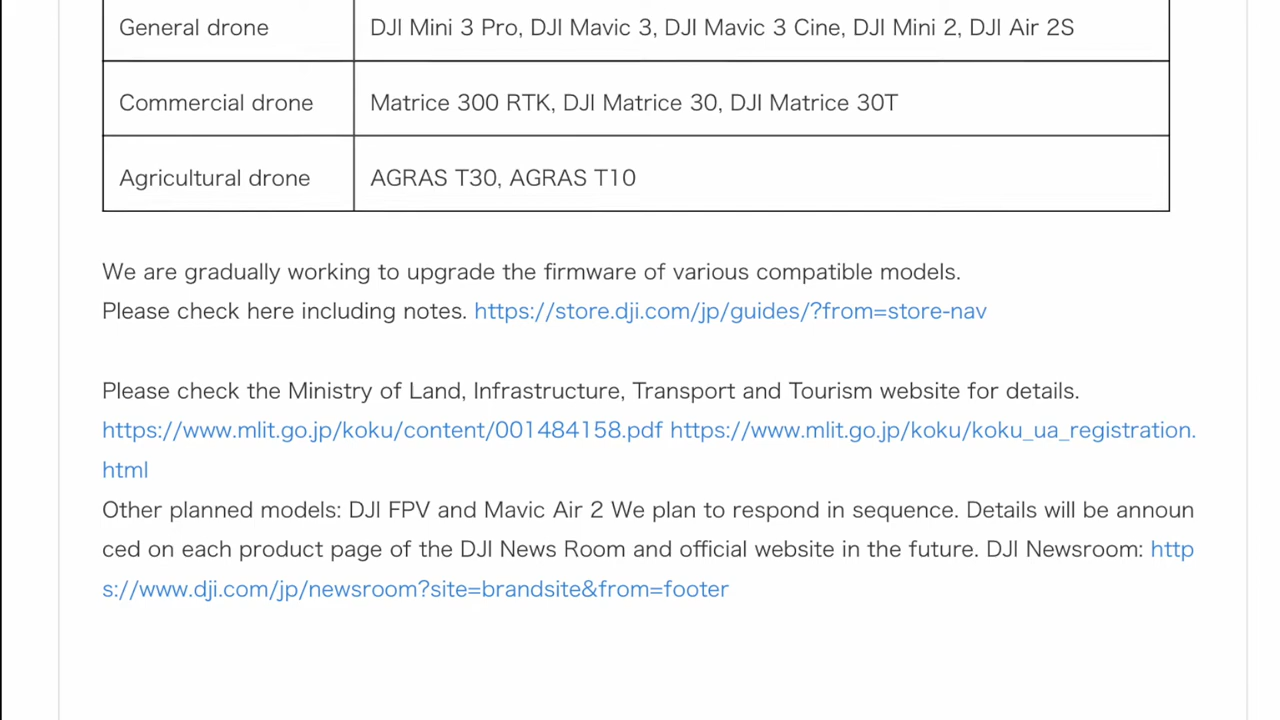 General drone DJI Mini 3 Pro, DJI Mavic 3, DJI Mavic 3 Cine, DJI Mini 2, DJI Air 2S
Commercial drone Matrice 300 RTK, DJI Matrice 30, DJI Matrice 30T
Agricultural drone AGRAS T30, AGRAS T10
We are gradually working to upgrade the firmware of various compatible models.
Please check here including notes. https://store.dji.com/jp/guides/?from=store-nav
Please check the Ministry of Land, Infrastructure, Transport and Tourism website for details.
https://www.mlit.go.jp/koku/content/001484158.pdf https://www.mlit.go.jp/koku/koku_ua_registration.
html
Other planned models: DJI FPV and Mavic Air 2 We plan to respond in sequence. Details will be announ
ced on each product page of the DJI News Room and official website in the future. DJI Newsroom: http
s://www.dji.com/jp/newsroom?site=brandsite&from=footer